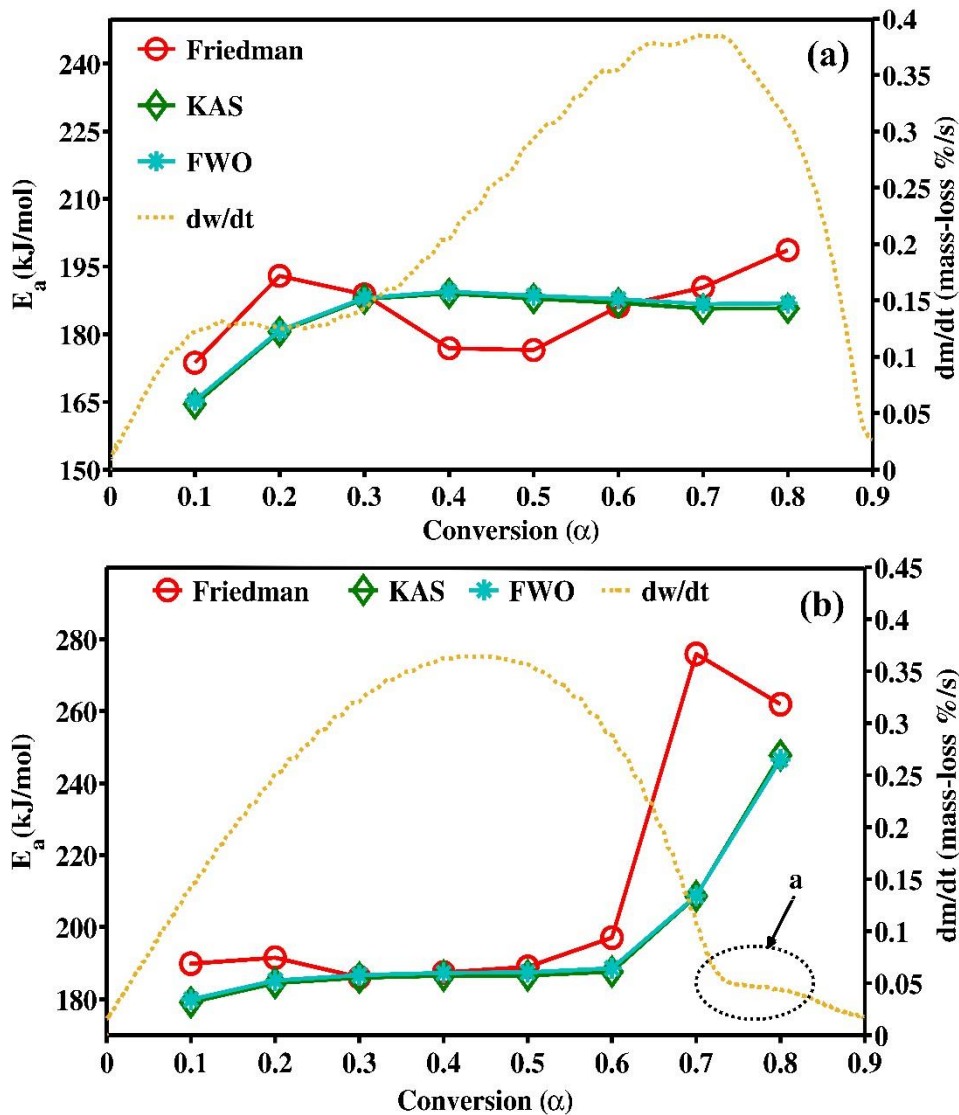 (a)
Friedman
KAS
FWO
dw/dt
240
225
210
195
180
165
150
E_a (kJ/mol)
0.4
0.35
0.3
0.25
0.2
0.15
0.1
0.05
0
dm/dt (mass-loss %/s)
0 0.1 0.2 0.3 0.4 0.5 0.6 0.7 0.8 0.9
Conversion (α)
Friedman KAS FWO dw/dt (b)
280
260
240
220
200
180
E_a (kJ/mol)
0.45
0.4
0.35
0.3
0.25
0.2
0.15
0.1
0.05
0
dm/dt (mass-loss %/s)
a
0 0.1 0.2 0.3 0.4 0.5 0.6 0.7 0.8 0.9
Conversion (α)